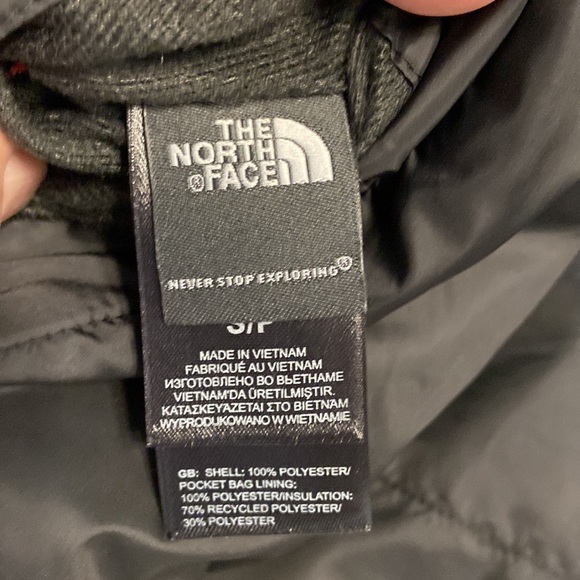 THE
NORTH
®FACE
NEVER STOP EXPLORING®
S/P
MADE IN VIETNAM
FABRIQUÉ AU VIETNAM
ИЗГОТОВЛЕНО ВО ВЬЕТНАМЕ
VIETNAM'DA ÜRETILMIŞTIR.
ΚΑΤΑΣΚΕΥΑΖΕΤΑΙ ΣΤΟ ΒΙΕΤΝΑΜ
WYPRODUKOWANO W WIETNAMIE
GB: SHELL: 100% POLYESTER/
POCKET BAG LINING:
100% POLYESTER/INSULATION:
70% RECYCLED POLYESTER/
30% POLYESTER